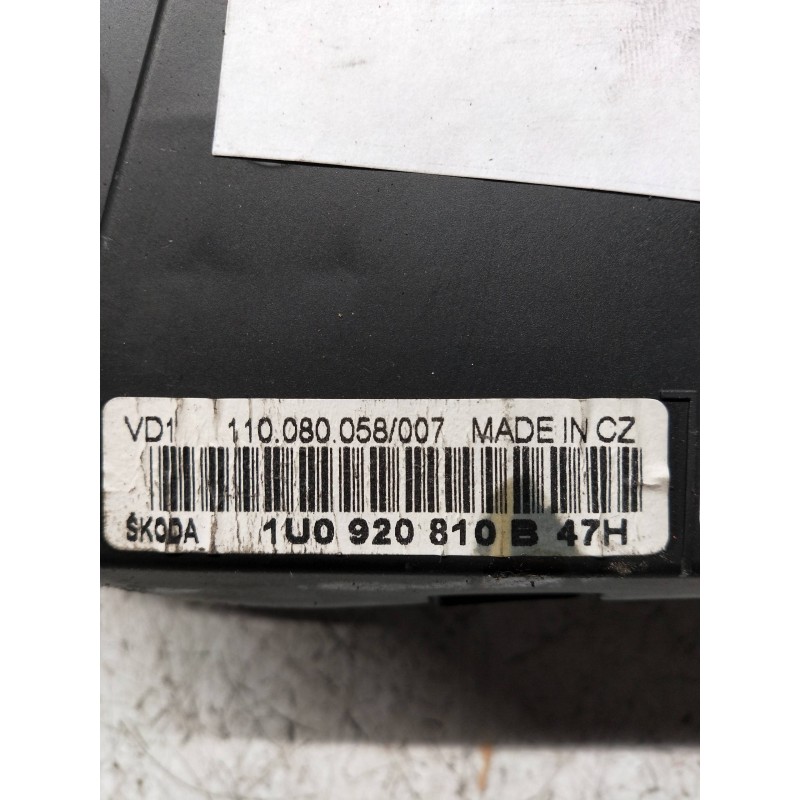 VD1 110.080.058/007 MADE IN CZ
ŠKODA 1U0 920 810 B 47H